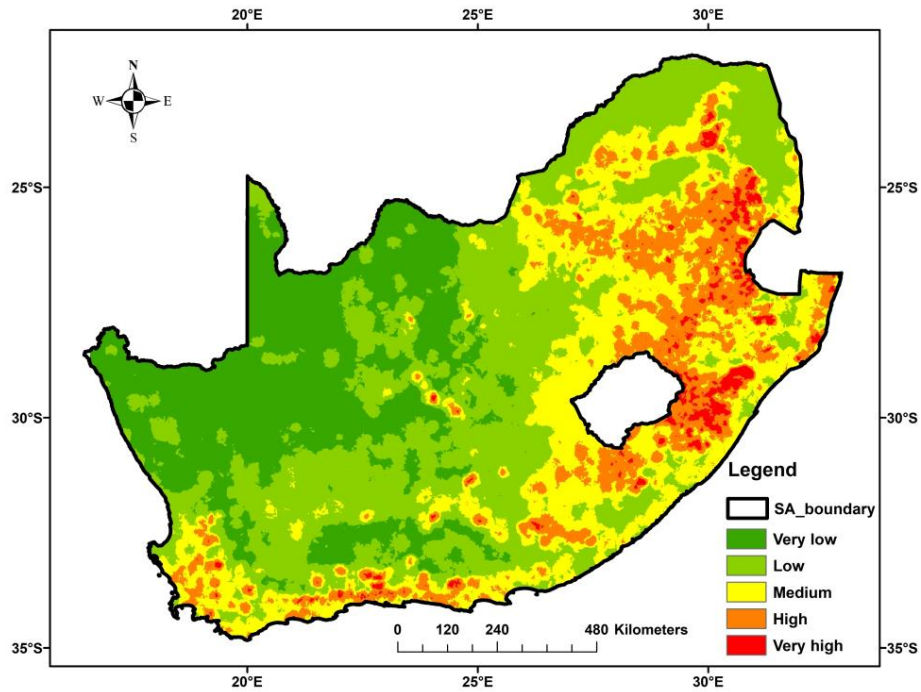 20°E 25°E 30°E
N
W E
S
25°S 25°S
30°S 30°S
Legend
SA_boundary
Very low
Low
Medium
High
Very high
0 120 240 480 Kilometers
35°S 35°S
20°E 25°E 30°E